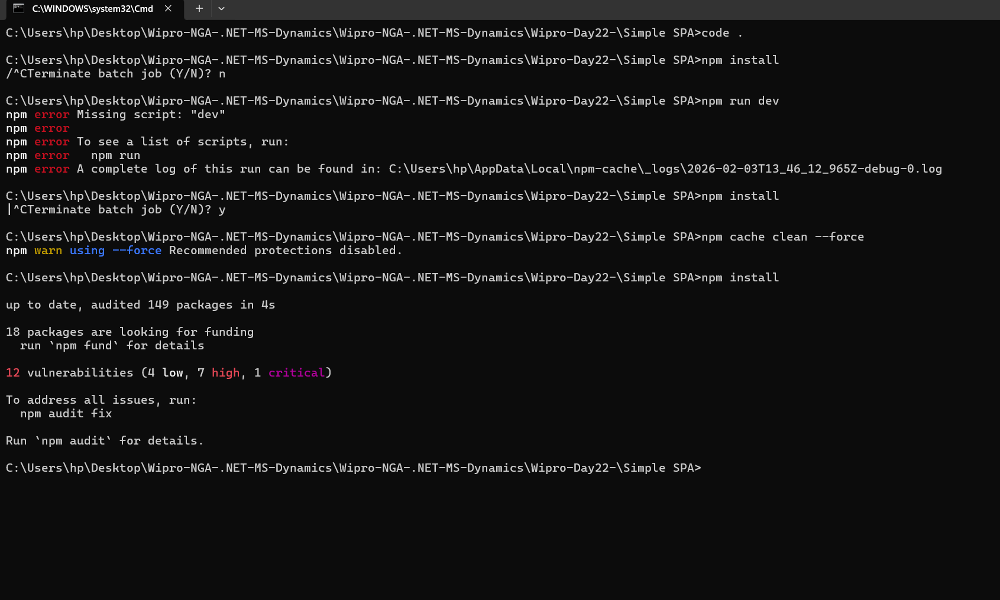 C:\WINDOWS\system32\Cmd
C:\Users\hp\Desktop\Wipro-NGA-.NET-MS-Dynamics\Wipro-NGA-.NET-MS-Dynamics\Wipro-Day22-\Simple SPA>code .
C:\Users\hp\Desktop\Wipro-NGA-.NET-MS-Dynamics\Wipro-NGA-.NET-MS-Dynamics\Wipro-Day22-\Simple SPA>npm install
/^CTerminate batch job (Y/N)? n
C:\Users\hp\Desktop\Wipro-NGA-.NET-MS-Dynamics\Wipro-NGA-.NET-MS-Dynamics\Wipro-Day22-\Simple SPA>npm run dev
npm error Missing script: "dev"
npm error
npm error To see a list of scripts, run:
npm error   npm run
npm error A complete log of this run can be found in: C:\Users\hp\AppData\Local\npm-cache\_logs\2026-02-03T13_46_12_965Z-debug-0.log
C:\Users\hp\Desktop\Wipro-NGA-.NET-MS-Dynamics\Wipro-NGA-.NET-MS-Dynamics\Wipro-Day22-\Simple SPA>npm install
|^CTerminate batch job (Y/N)? y
C:\Users\hp\Desktop\Wipro-NGA-.NET-MS-Dynamics\Wipro-NGA-.NET-MS-Dynamics\Wipro-Day22-\Simple SPA>npm cache clean --force
npm warn using --force Recommended protections disabled.
C:\Users\hp\Desktop\Wipro-NGA-.NET-MS-Dynamics\Wipro-NGA-.NET-MS-Dynamics\Wipro-Day22-\Simple SPA>npm install
up to date, audited 149 packages in 4s
18 packages are looking for funding
  run `npm fund` for details
12 vulnerabilities (4 low, 7 high, 1 critical)
To address all issues, run:
  npm audit fix
Run `npm audit` for details.
C:\Users\hp\Desktop\Wipro-NGA-.NET-MS-Dynamics\Wipro-NGA-.NET-MS-Dynamics\Wipro-Day22-\Simple SPA>